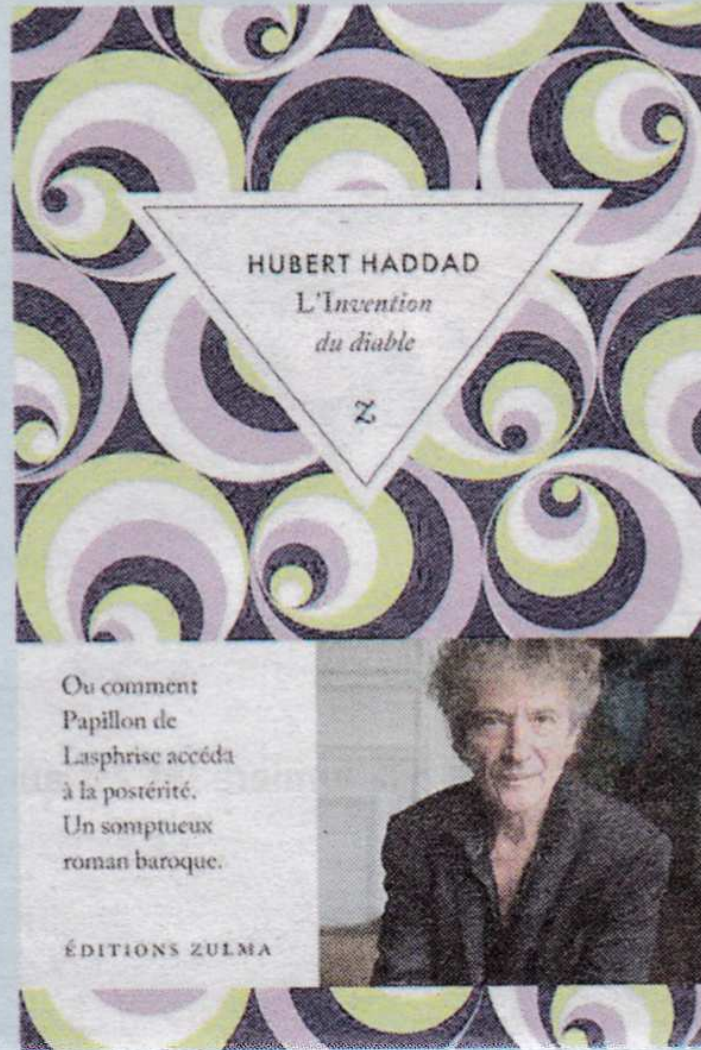 HUBERT HADDAD
L'Invention
du diable
Z
Ou comment
Papillon de
Lasphrise accéda
à la postérité.
Un somptueux
roman baroque.
ÉDITIONS ZULMA